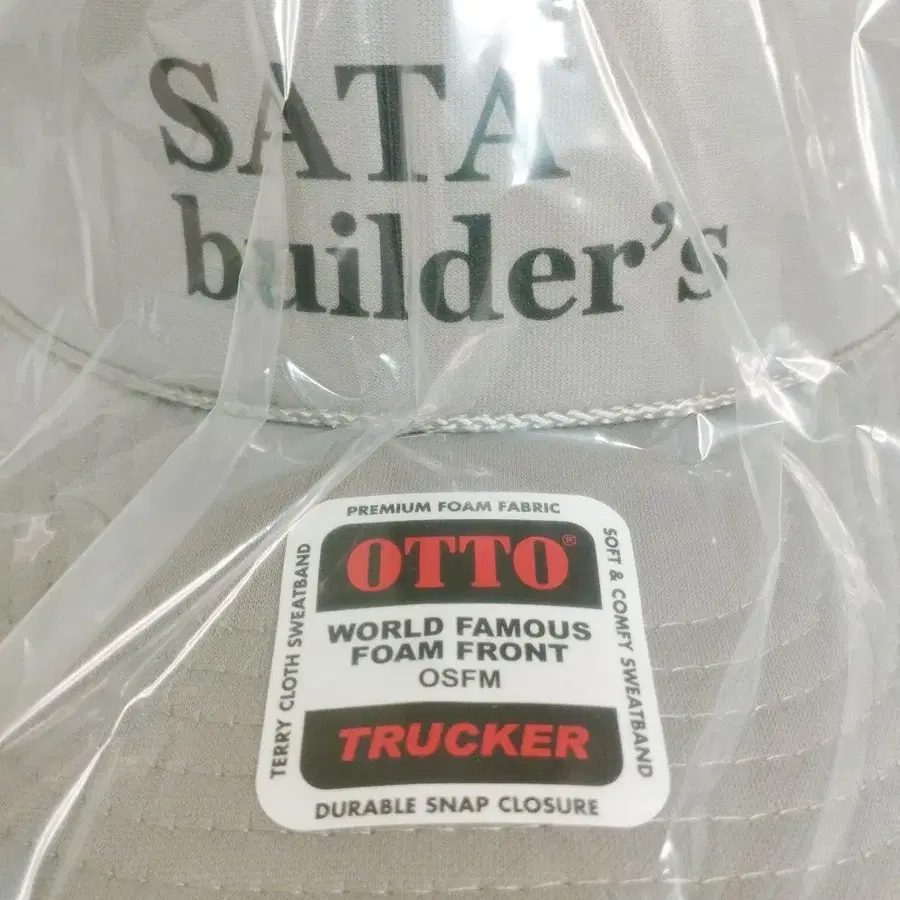 SATA
builder's
PREMIUM FOAM FABRIC
OTTO®
WORLD FAMOUS
FOAM FRONT
OSFM
TRUCKER
DURABLE SNAP CLOSURE
TERRY CLOTH SWEATBAND
SOFT & COMFY SWEATBAND